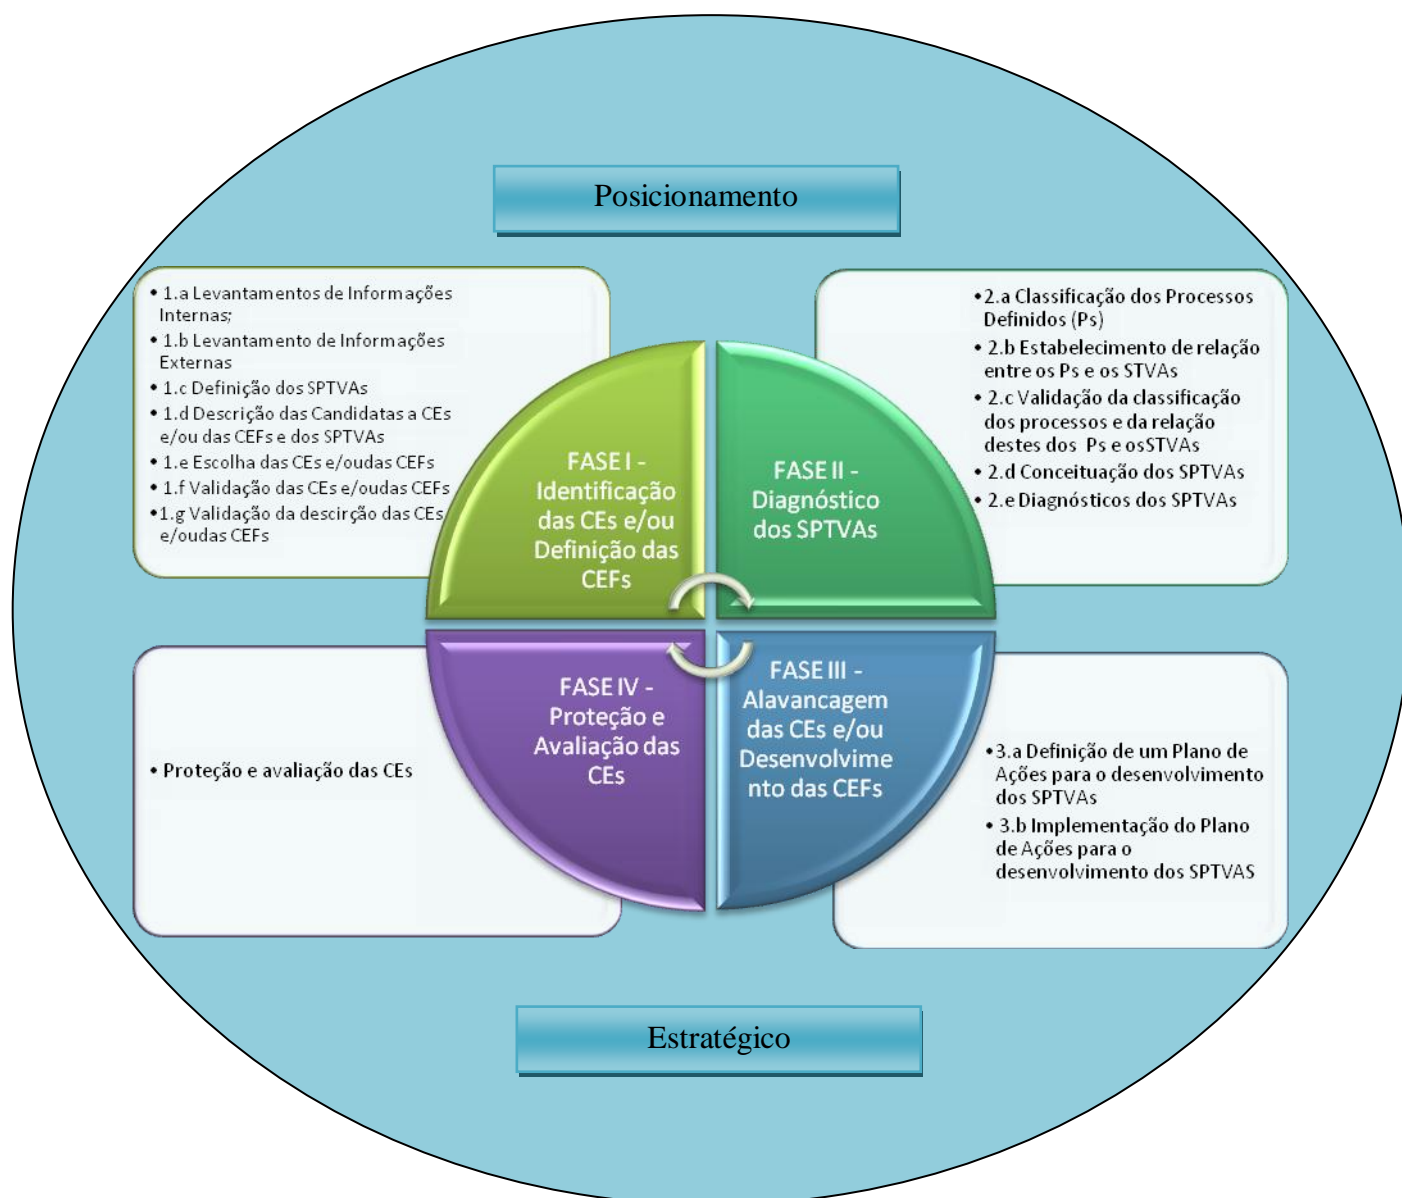 Posicionamento
• 1.a Levantamentos de Informações
Internas;
• 1.b Levantamento de Informações
Externas
• 1.c Definição dos SPTVAs
• 1.d Descrição das Candidatas a CEs
e/ou das CEFs e dos SPTVAs
• 1.e Escolha das CEs e/oudas CEFs
• 1.f Validação das CEs e/oudas CEFs
•1.g Validação da descirção das CEs
e/oudas CEFs
•2.a Classificação dos Processos
Definidos (Ps)
• 2.b Estabelecimento de relação
entre os Ps e os STVAs
• 2.c Validação da classificação
dos processos e da relação
destes dos Ps e osSTVAs
• 2.d Conceituação dos SPTVAs
• 2.e Diagnósticos dos SPTVAs
FASE I -
Identificação
das CEs e/ou
Definição das
CEFs
FASE II -
Diagnóstico
dos SPTVAs
FASE IV -
Proteção e
Avaliação das
CEs
FASE III -
Alavancagem
das CEs e/ou
Desenvolvime
nto das CEFs
• Proteção e avaliação das CEs
•3.a Definição de um Plano de
Ações para o desenvolvimento
dos SPTVAs
• 3.b Implementação do Plano
de Ações para o
desenvolvimento dos SPTVAS
Estratégico